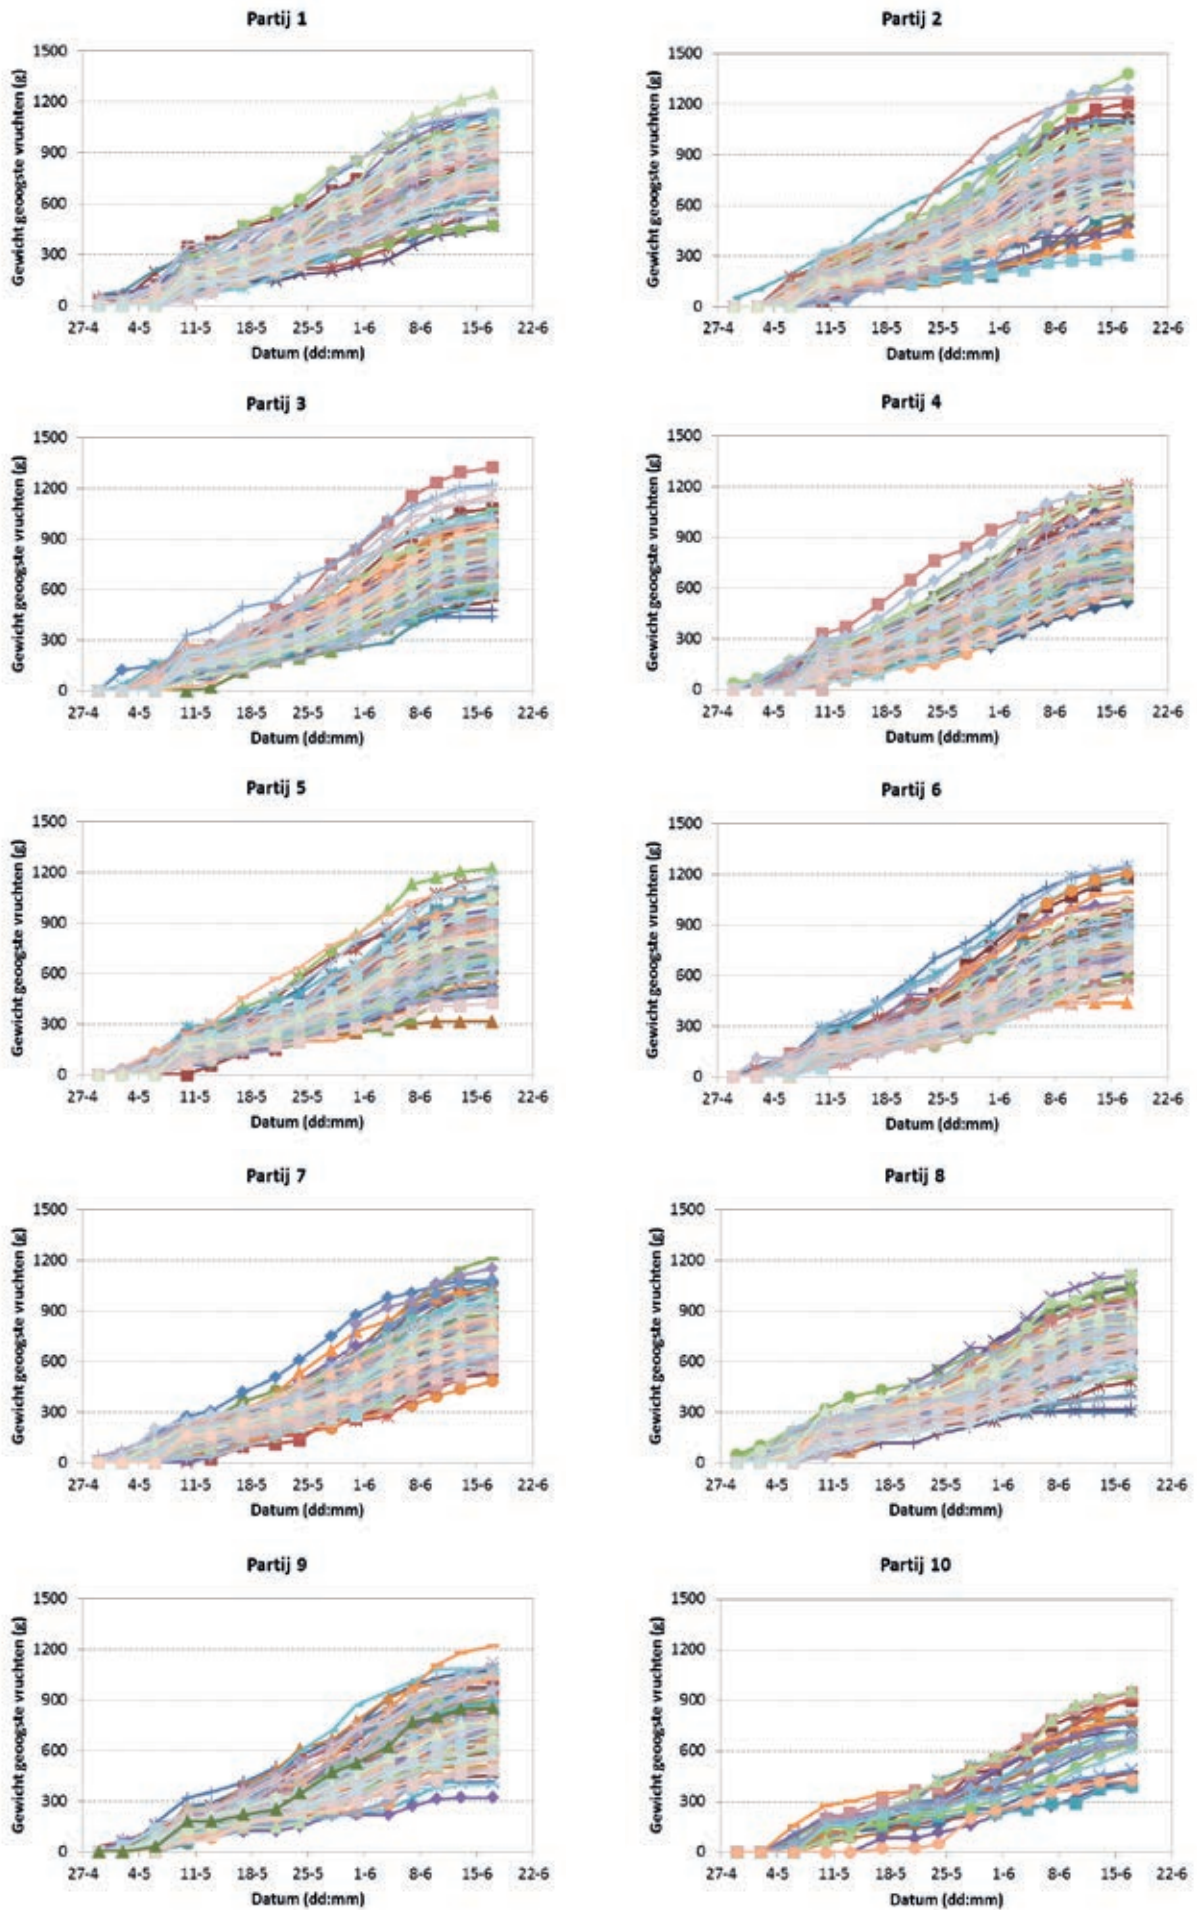 Partij 1
Gewicht geoogste vruchten (g)
1500
1200
900
600
300
0
27-4 4-5 11-5 18-5 25-5 1-6 8-6 15-6 22-6
Datum (dd:mm)
Partij 2
Gewicht geoogste vruchten (g)
1500
1200
900
600
300
0
27-4 4-5 11-5 18-5 25-5 1-6 8-6 15-6 22-6
Datum (dd:mm)
Partij 3
Gewicht geoogste vruchten (g)
1500
1200
900
600
300
0
27-4 4-5 11-5 18-5 25-5 1-6 8-6 15-6 22-6
Datum (dd:mm)
Partij 4
Gewicht geoogste vruchten (g)
1500
1200
900
600
300
0
27-4 4-5 11-5 18-5 25-5 1-6 8-6 15-6 22-6
Datum (dd:mm)
Partij 5
Gewicht geoogste vruchten (g)
1500
1200
900
600
300
0
27-4 4-5 11-5 18-5 25-5 1-6 8-6 15-6 22-6
Datum (dd:mm)
Partij 6
Gewicht geoogste vruchten (g)
1500
1200
900
600
300
0
27-4 4-5 11-5 18-5 25-5 1-6 8-6 15-6 22-6
Datum (dd:mm)
Partij 7
Gewicht geoogste vruchten (g)
1500
1200
900
600
300
0
27-4 4-5 11-5 18-5 25-5 1-6 8-6 15-6 22-6
Datum (dd:mm)
Partij 8
Gewicht geoogste vruchten (g)
1500
1200
900
600
300
0
27-4 4-5 11-5 18-5 25-5 1-6 8-6 15-6 22-6
Datum (dd:mm)
Partij 9
Gewicht geoogste vruchten (g)
1500
1200
900
600
300
0
27-4 4-5 11-5 18-5 25-5 1-6 8-6 15-6 22-6
Datum (dd:mm)
Partij 10
Gewicht geoogste vruchten (g)
1500
1200
900
600
300
0
27-4 4-5 11-5 18-5 25-5 1-6 8-6 15-6 22-6
Datum (dd:mm)